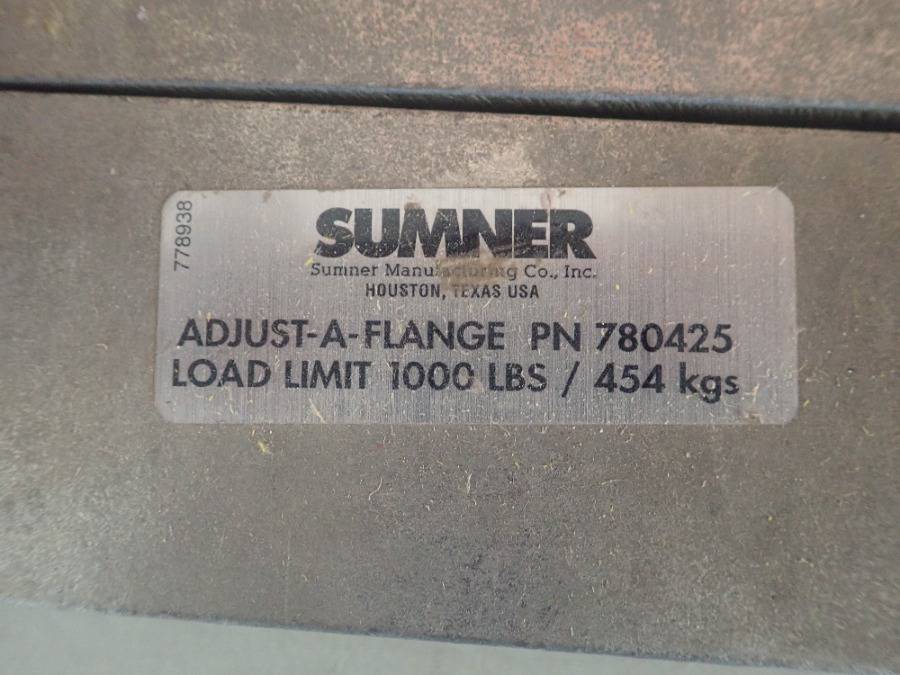 778938
SUMNER
Sumner Manufacturing Co., Inc.
HOUSTON, TEXAS USA
ADJUST-A-FLANGE PN 780425
LOAD LIMIT 1000 LBS / 454 kgs